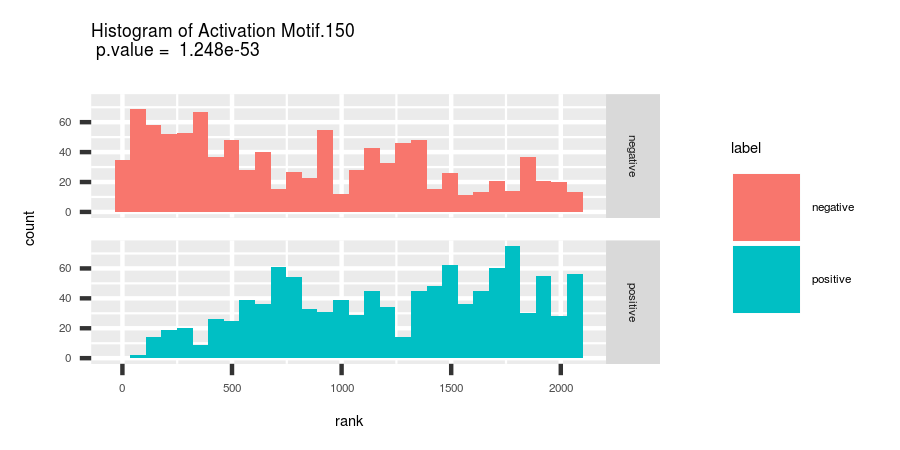 Histogram of Activation Motif.150
p.value =  1.248e-53
count
60
40
20
0
negative
60
40
20
0
positive
0 500 1000 1500 2000
rank
label
negative
positive